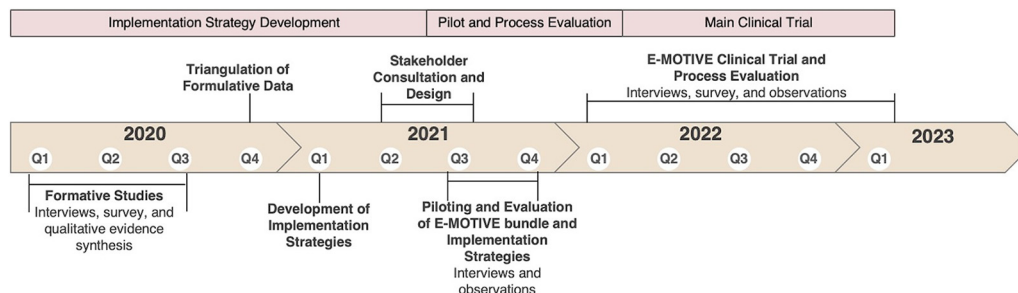 Implementation Strategy Development
Pilot and Process Evaluation
Main Clinical Trial
Triangulation of
Formulative Data
Stakeholder
Consultation and
Design
E-MOTIVE Clinical Trial and
Process Evaluation
Interviews, survey, and observations
2020
2021
2022
2023
Q1
Q2
Q3
Q4
Q1
Q2
Q3
Q4
Q1
Q2
Q3
Q4
Q1
Formative Studies
Interviews, survey, and
qualitative evidence
synthesis
Development of
Implementation
Strategies
Piloting and Evaluation
of E-MOTIVE bundle and
Implementation
Strategies
Interviews and
observations